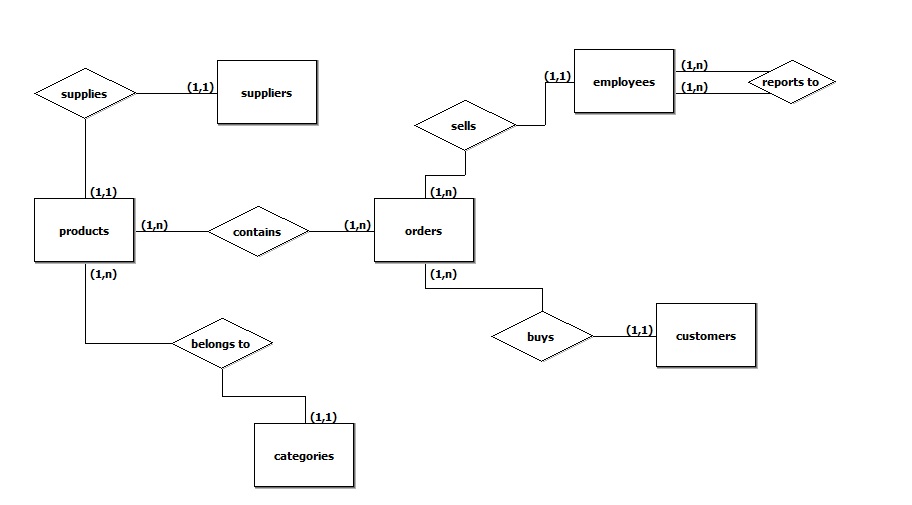 supplies
(1,1)
suppliers
(1,1)
employees
(1,n)
(1,n)
reports to
sells
(1,1)
(1,n)
products
(1,n)
contains
(1,n)
orders
(1,n)
(1,n)
buys
(1,1)
customers
belongs to
(1,1)
categories